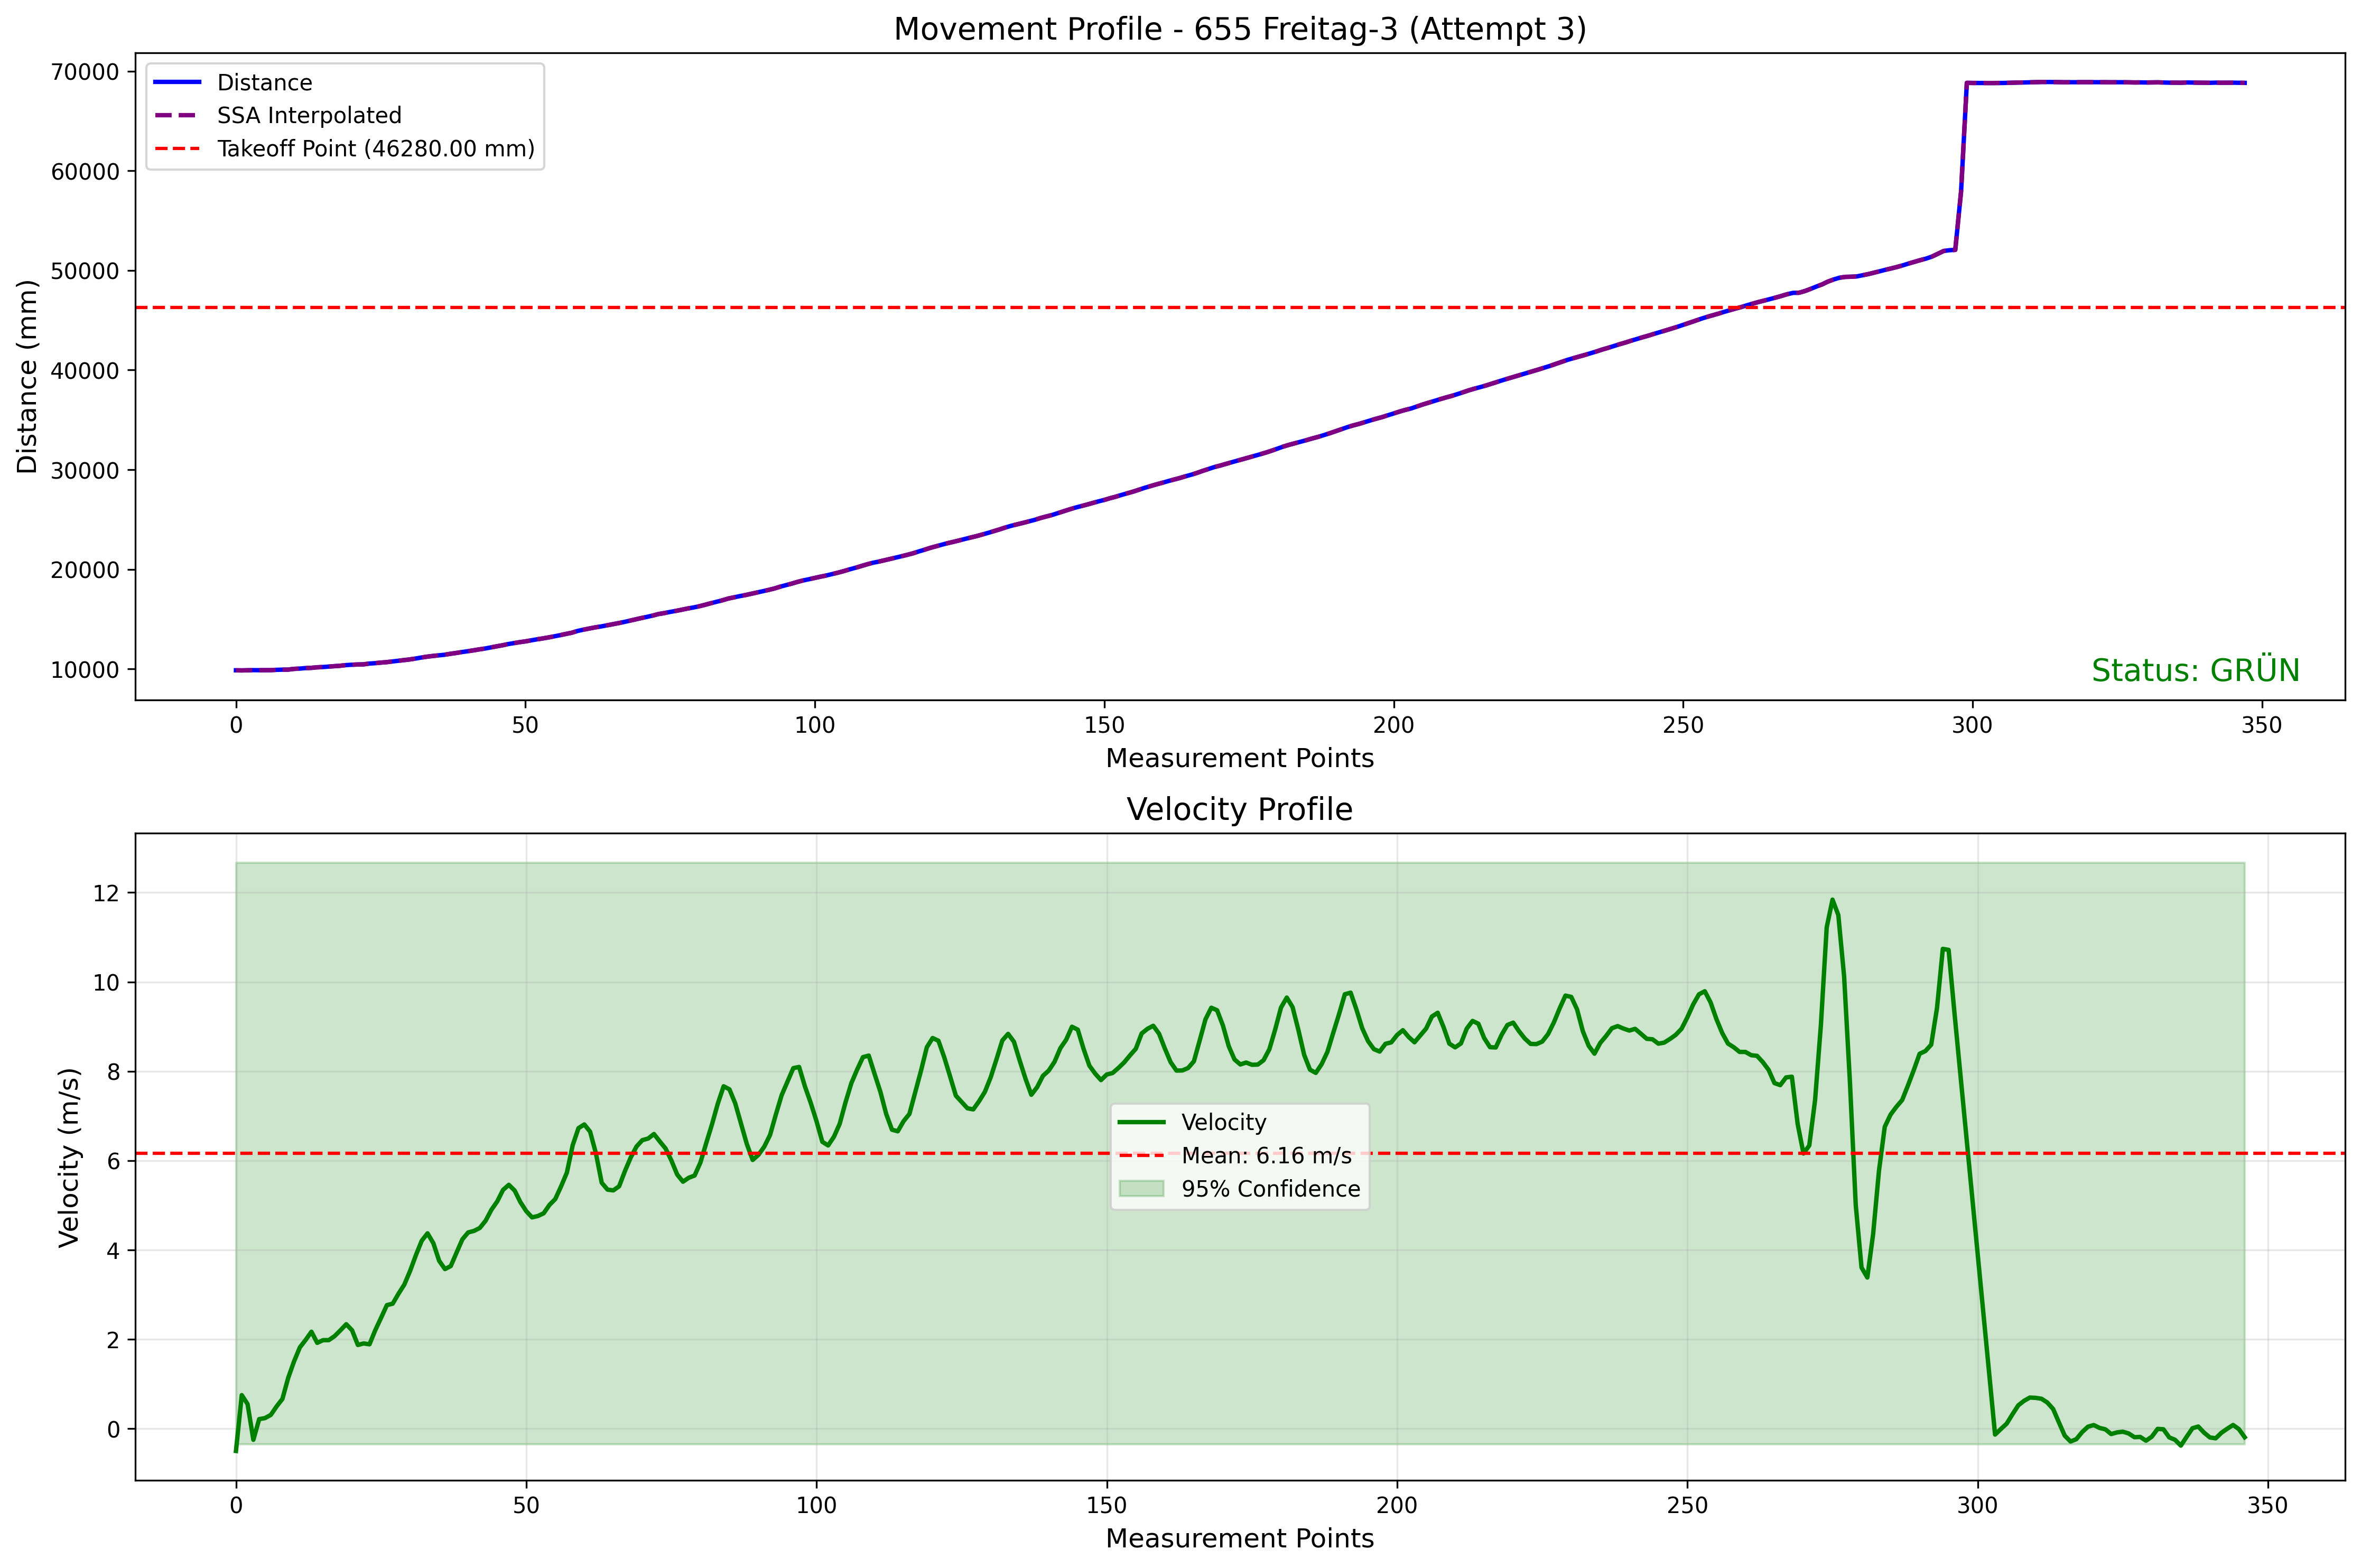 Movement Profile - 655 Freitag-3 (Attempt 3)
Distance (mm)
70000
60000
50000
40000
30000
20000
10000
Distance
SSA Interpolated
Takeoff Point (46280.00 mm)
Status: GRÜN
0 50 100 150 200 250 300 350
Measurement Points
Velocity Profile
Velocity (m/s)
12
10
8
6
4
2
0
Velocity
Mean: 6.16 m/s
95% Confidence
0 50 100 150 200 250 300 350
Measurement Points